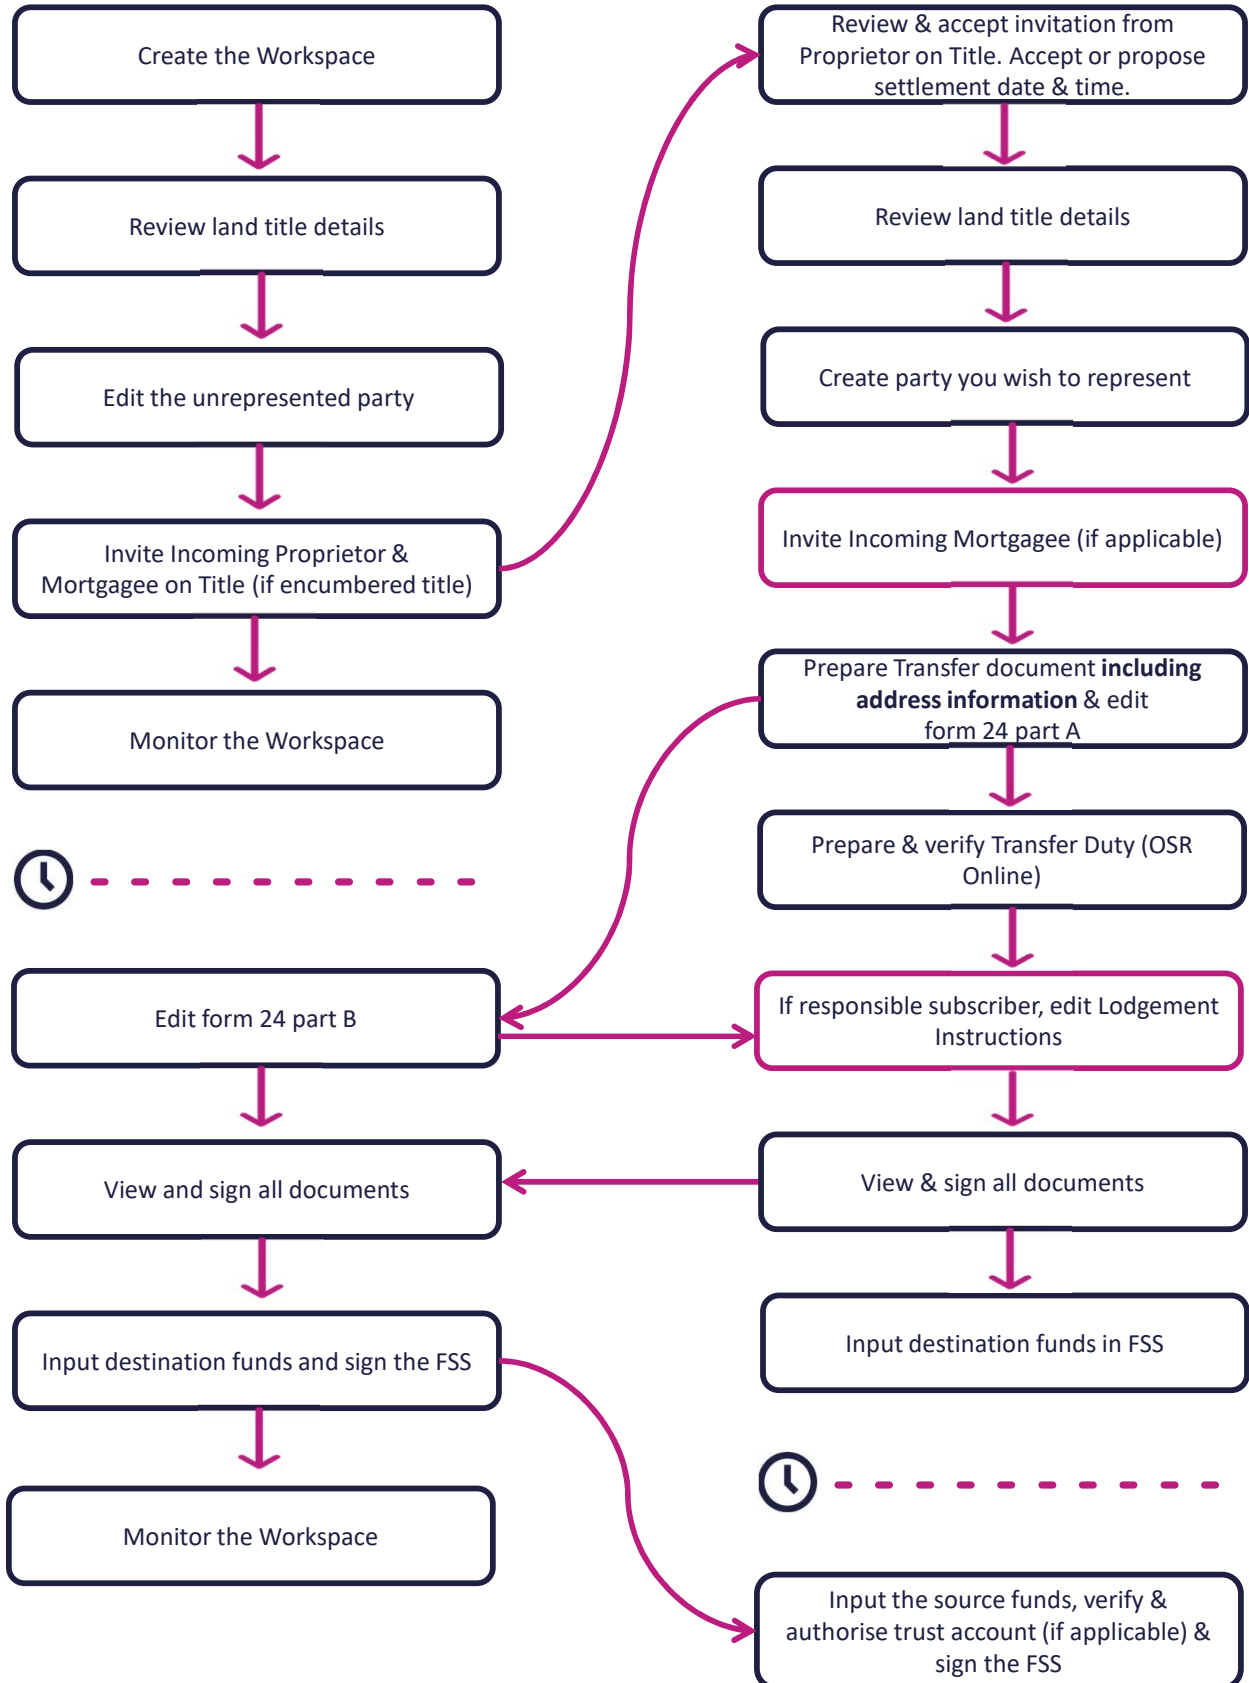 Create the Workspace
Review land title details
Edit the unrepresented party
Invite Incoming Proprietor &
Mortgagee on Title (if encumbered title)
Monitor the Workspace
Edit form 24 part B
View and sign all documents
Input destination funds and sign the FSS
Monitor the Workspace
Review & accept invitation from
Proprietor on Title. Accept or propose
settlement date & time.
Review land title details
Create party you wish to represent
Invite Incoming Mortgagee (if applicable)
Prepare Transfer document including
address information & edit
form 24 part A
Prepare & verify Transfer Duty (OSR
Online)
If responsible subscriber, edit Lodgement
Instructions
View & sign all documents
Input destination funds in FSS
Input the source funds, verify &
authorise trust account (if applicable) &
sign the FSS